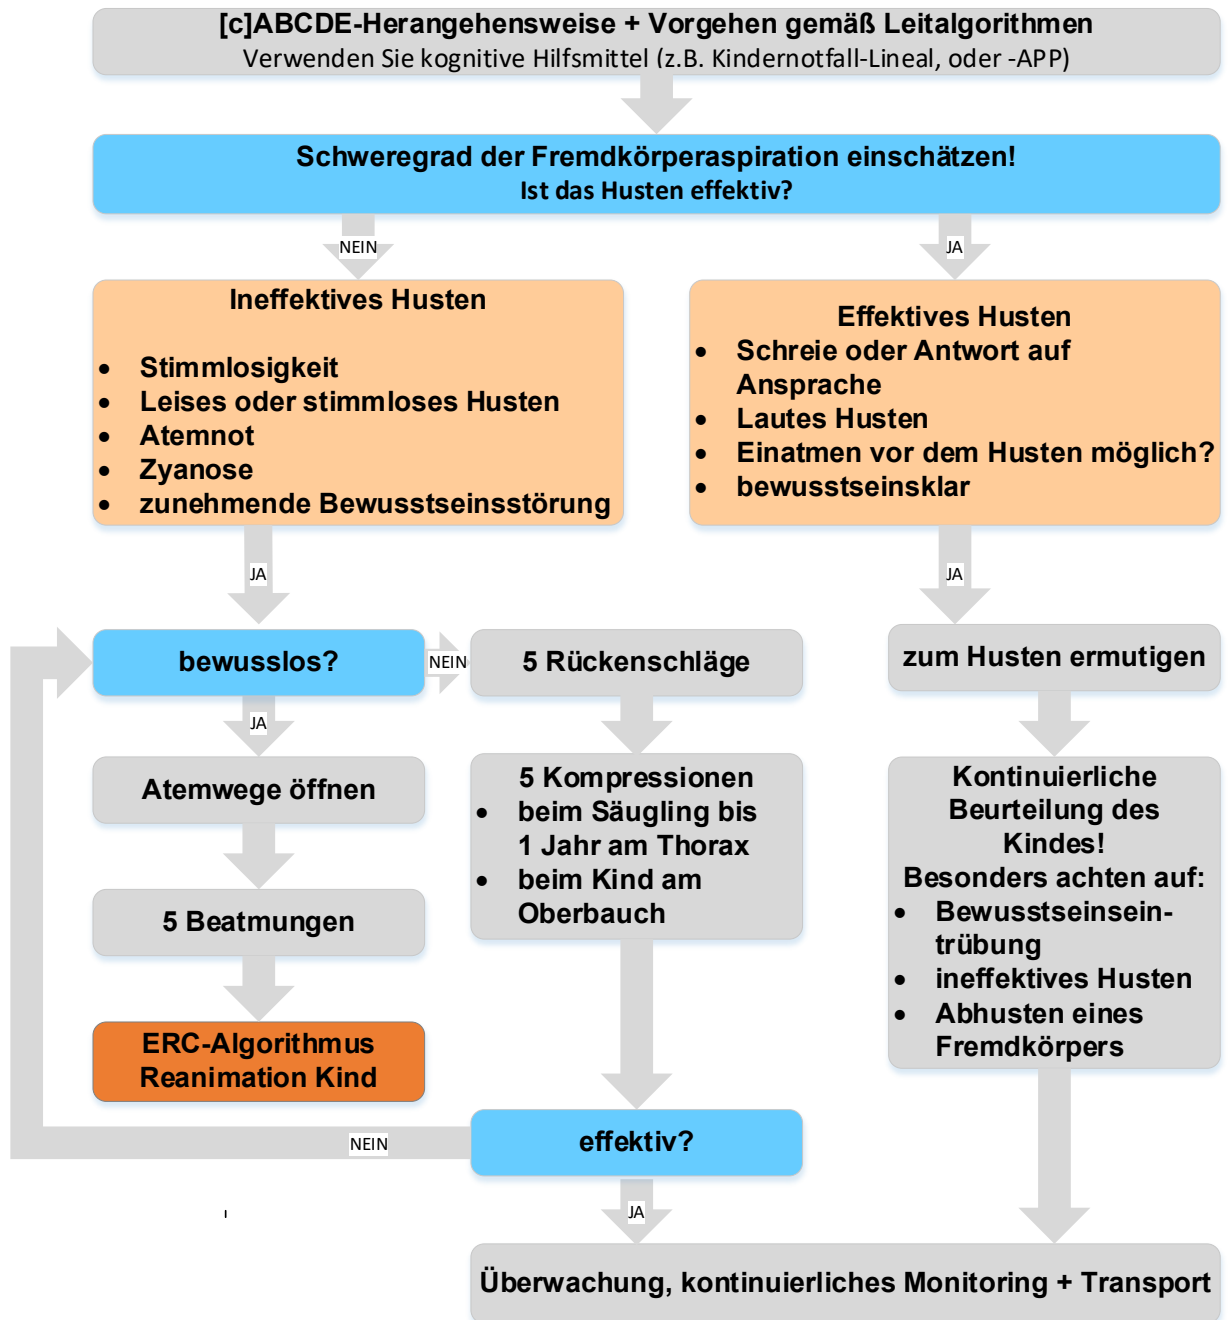 [c]ABCDE-Herangehensweise + Vorgehen gemäß Leitalgorithmen
Verwenden Sie kognitive Hilfsmittel (z.B. Kindernotfall-Lineal, oder -APP)
Schweregrad der Fremdkörperaspiration einschätzen!
Ist das Husten effektiv?
NEIN
JA
Ineffektives Husten
• Stimmlosigkeit
• Leises oder stimmloses Husten
• Atemnot
• Zyanose
• zunehmende Bewusstseinsstörung
Effektives Husten
• Schreie oder Antwort auf
Ansprache
• Lautes Husten
• Einatmen vor dem Husten möglich?
• bewusstseinsklar
JA
JA
bewusslos?
NEIN
5 Rückenschläge
zum Husten ermutigen
JA
Atemwege öffnen
5 Kompressionen
• beim Säugling bis
1 Jahr am Thorax
• beim Kind am
Oberbauch
Kontinuierliche
Beurteilung des
Kindes!
Besonders achten auf:
• Bewusstseinsein-
trübung
• ineffektives Husten
• Abhusten eines
Fremdkörpers
5 Beatmungen
ERC-Algorithmus
Reanimation Kind
effektiv?
NEIN
JA
Überwachung, kontinuierliches Monitoring + Transport